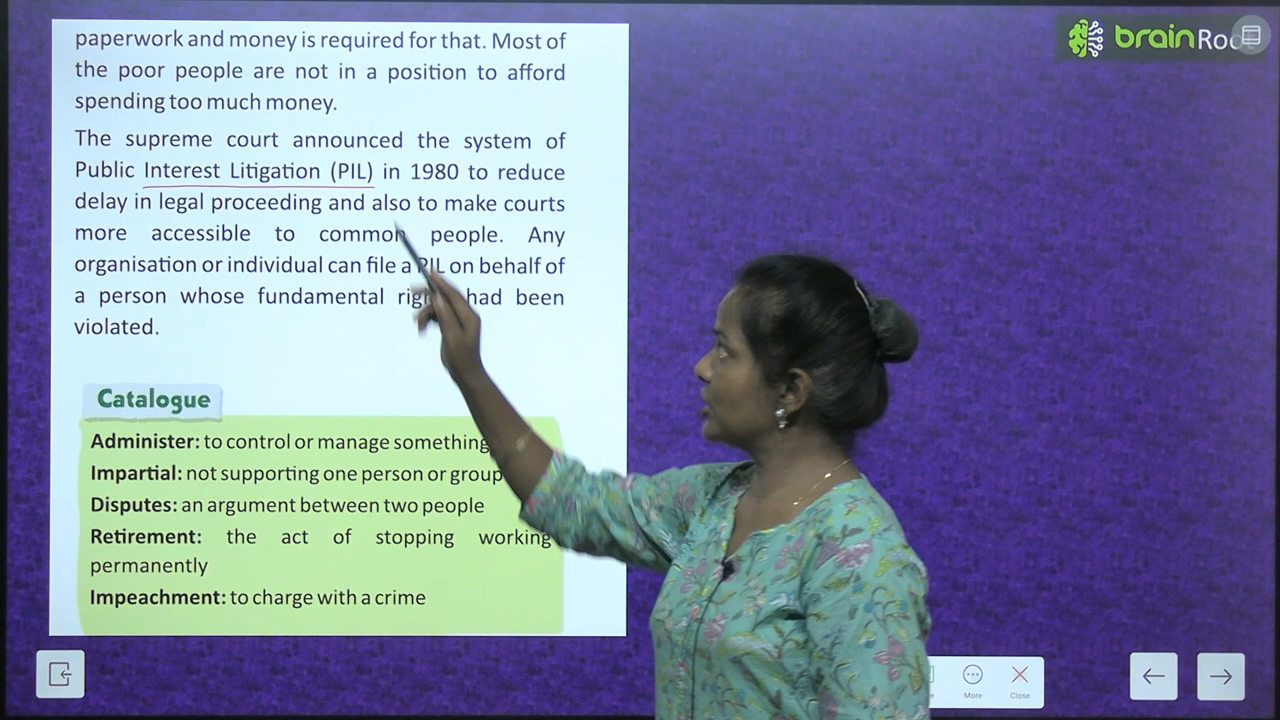 paperwork and money is required for that. Most of
the poor people are not in a position to afford
spending too much money.
The supreme court announced the system of
Public Interest Litigation (PIL) in 1980 to reduce
delay in legal proceeding and also to make courts
more accessible to common people. Any
organisation or individual can file a PIL on behalf of
a person whose fundamental had been
violated.
Catalogue
Administer: to control or manage something
Impartial: not supporting one person or group
Disputes: an argument between two people
Retirement: the act of stopping working
permanently
Impeachment: to charge with a crime
brain
More
Close